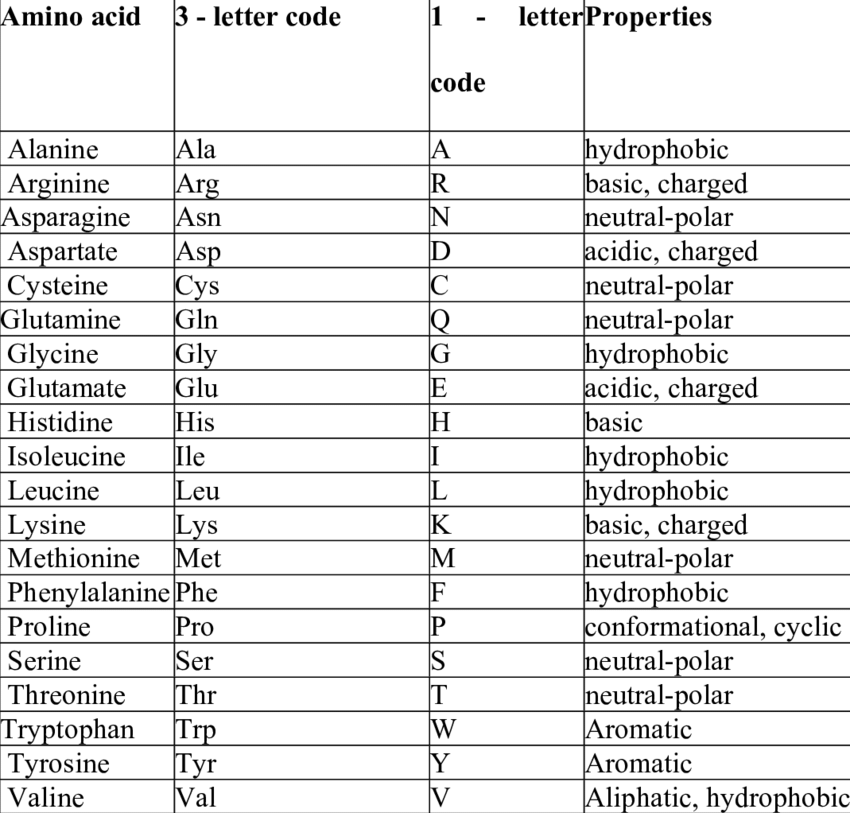 Amino acid 3 - letter code 1 - letter Properties
code
Alanine Ala A hydrophobic
Arginine Arg R basic, charged
Asparagine Asn N neutral-polar
Aspartate Asp D acidic, charged
Cysteine Cys C neutral-polar
Glutamine Gln Q neutral-polar
Glycine Gly G hydrophobic
Glutamate Glu E acidic, charged
Histidine His H basic
Isoleucine Ile I hydrophobic
Leucine Leu L hydrophobic
Lysine Lys K basic, charged
Methionine Met M neutral-polar
Phenylalanine Phe F hydrophobic
Proline Pro P conformational, cyclic
Serine Ser S neutral-polar
Threonine Thr T neutral-polar
Tryptophan Trp W Aromatic
Tyrosine Tyr Y Aromatic
Valine Val V Aliphatic, hydrophobic